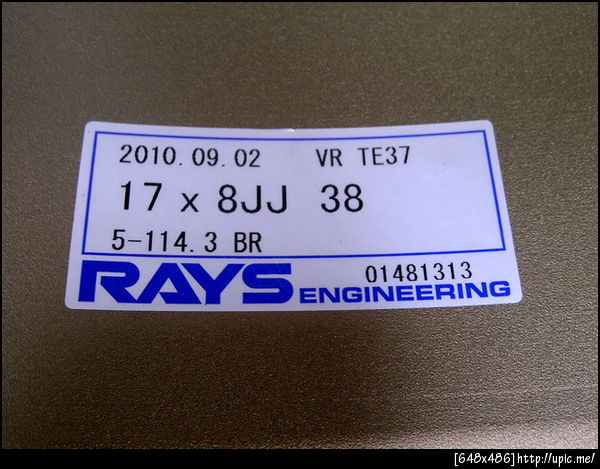 2010.09.02 VR TE37
17 x 8JJ 38
5-114.3 BR
01481313
RAYS ENGINEERING
[648x486]http://upic.me/